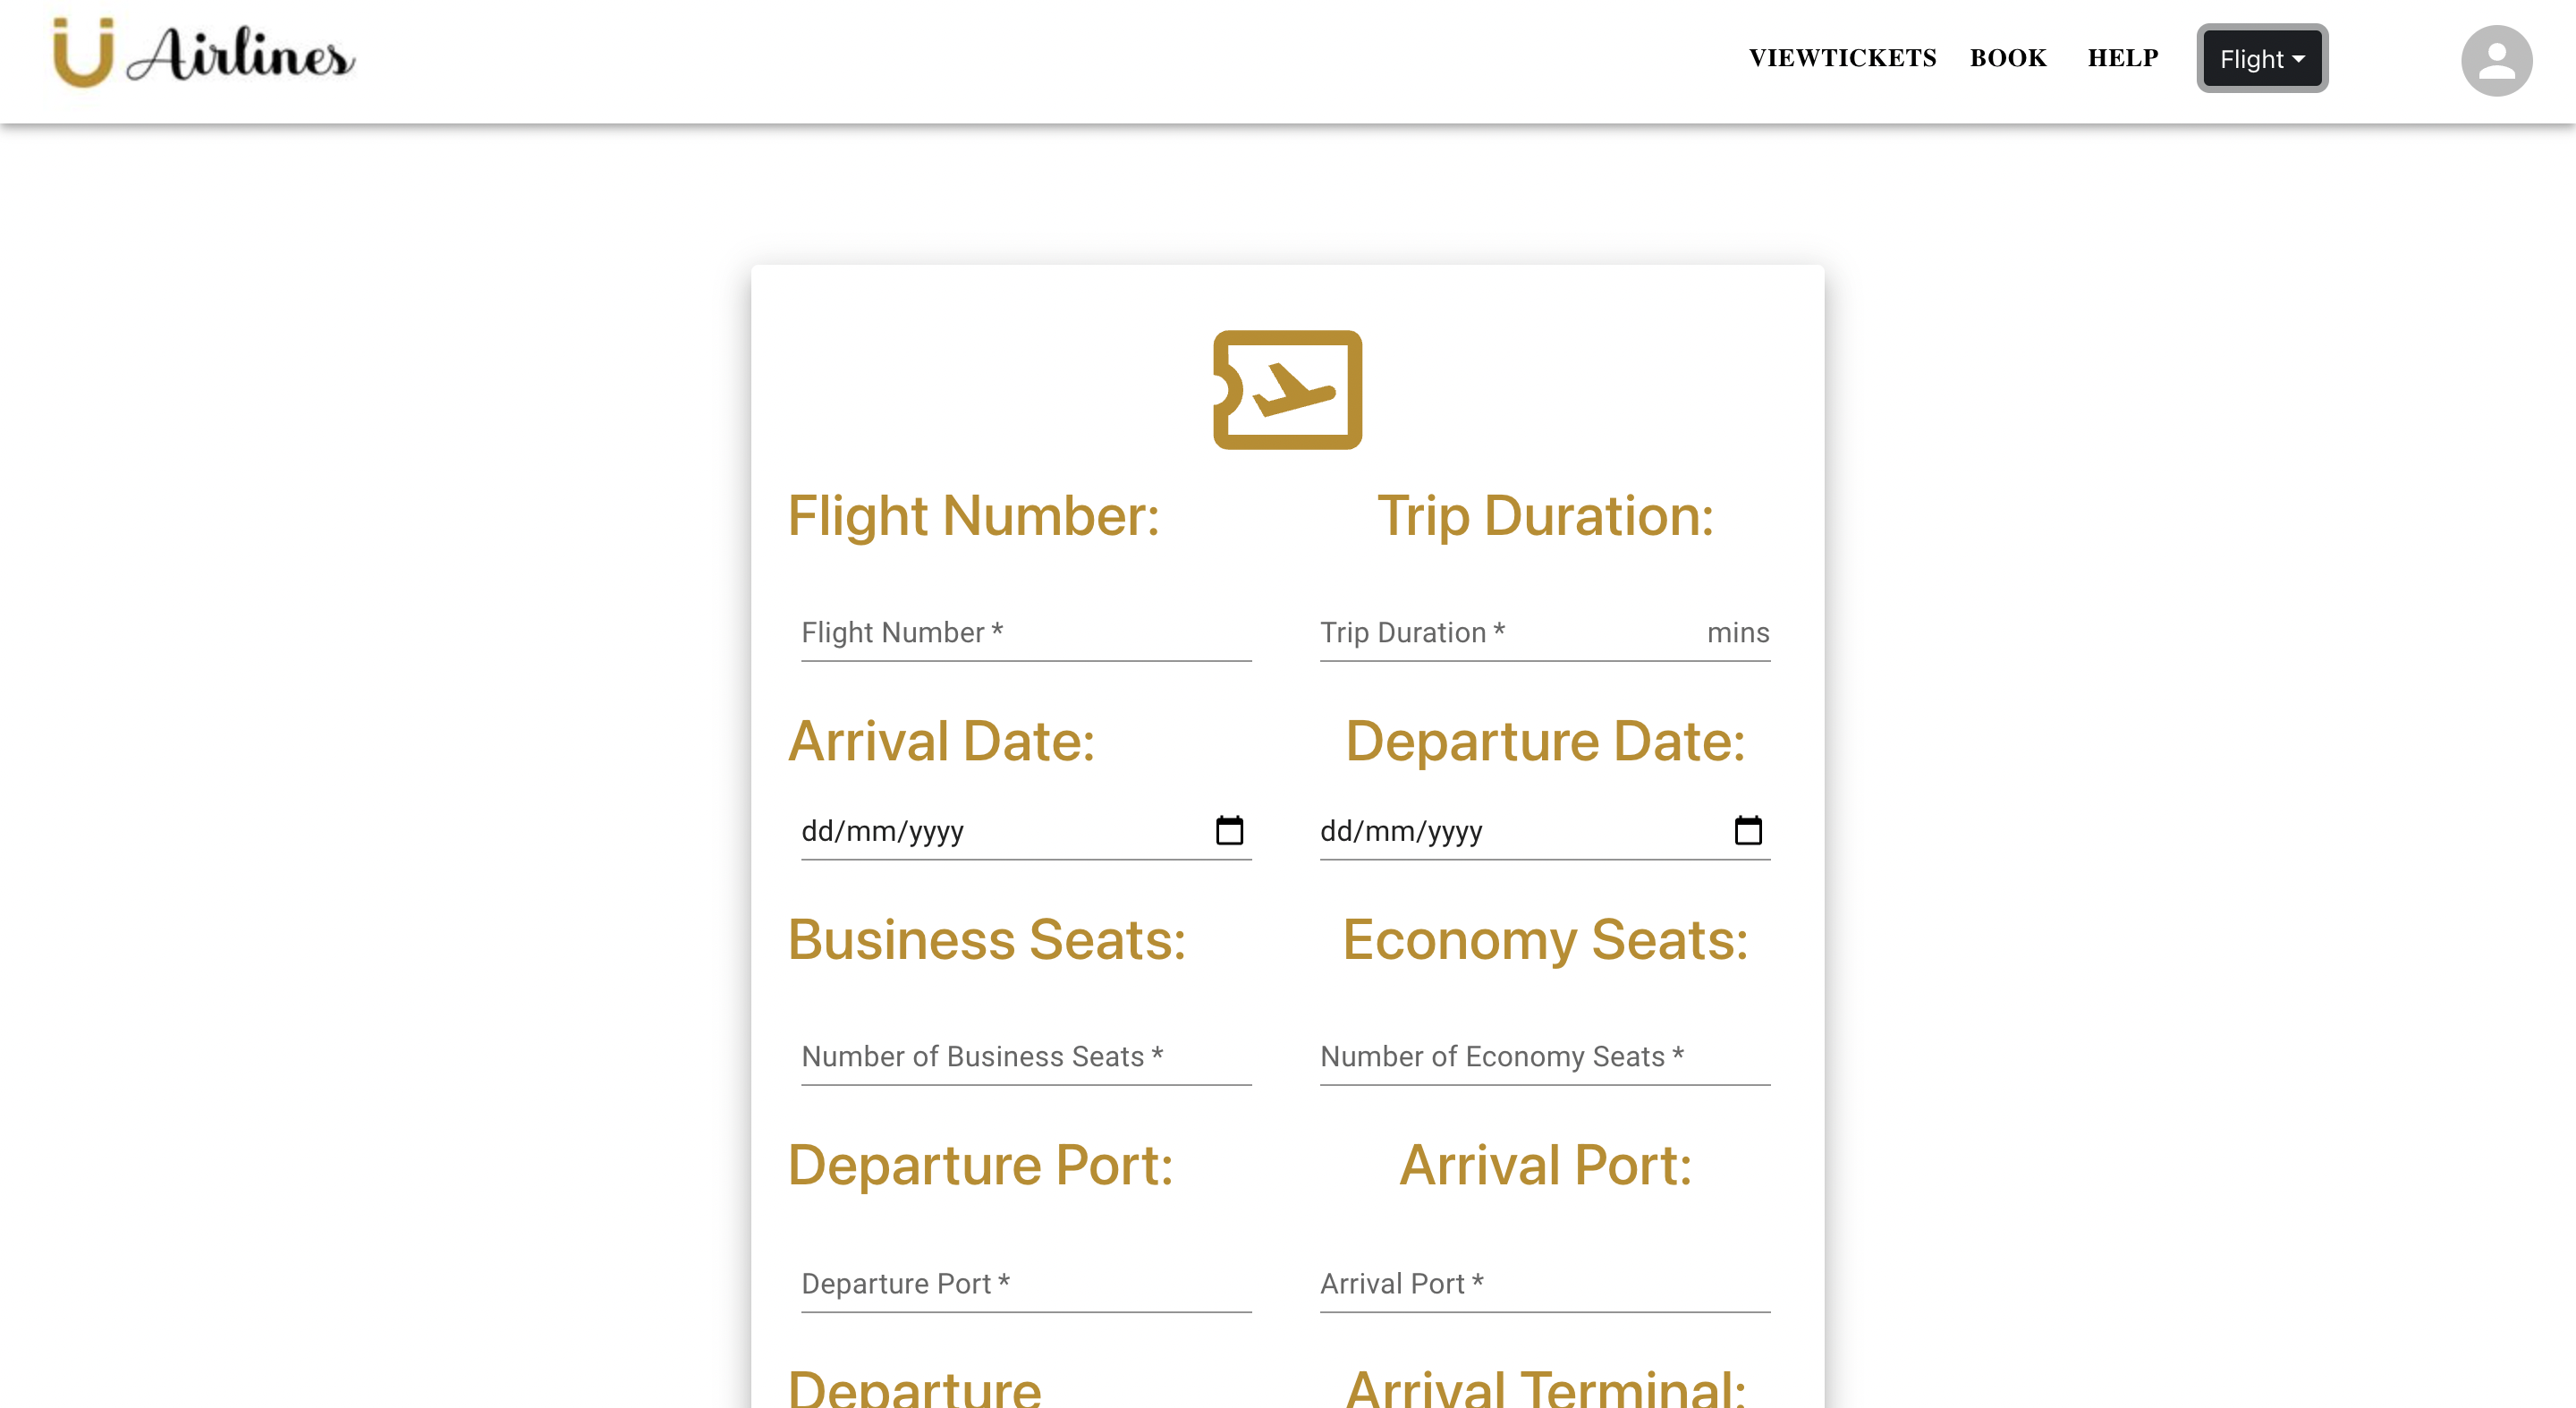 Ü Airlines
VIEWTICKETS BOOK HELP Flight
Flight Number: Trip Duration:
Flight Number * Trip Duration * mins
Arrival Date: Departure Date:
dd/mm/yyyy dd/mm/yyyy
Business Seats: Economy Seats:
Number of Business Seats * Number of Economy Seats *
Departure Port: Arrival Port:
Departure Port * Arrival Port *
Departure Arrival Terminal: